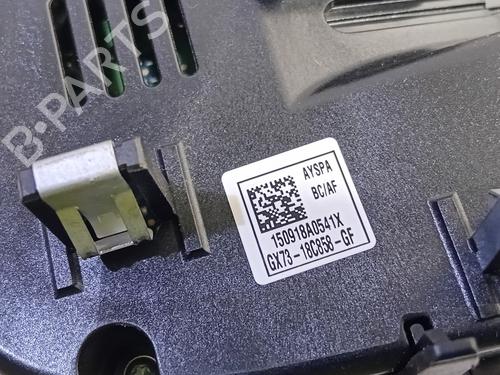 B-PARTS
AYSPA
BC/AF
150918A0541X
GX73-18C858-GF